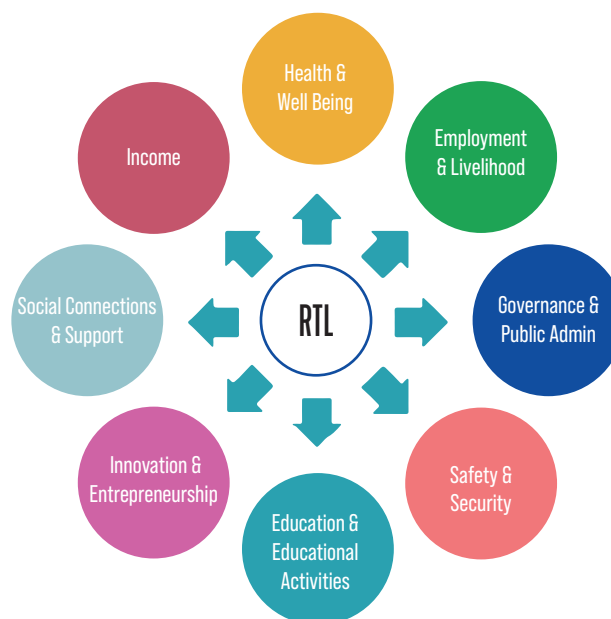 Health &
Well Being
Employment
& Livelihood
Income
Governance &
Public Admin
Social Connections
& Support
RTL
Safety &
Security
Innovation &
Entrepreneurship
Education &
Educational
Activities